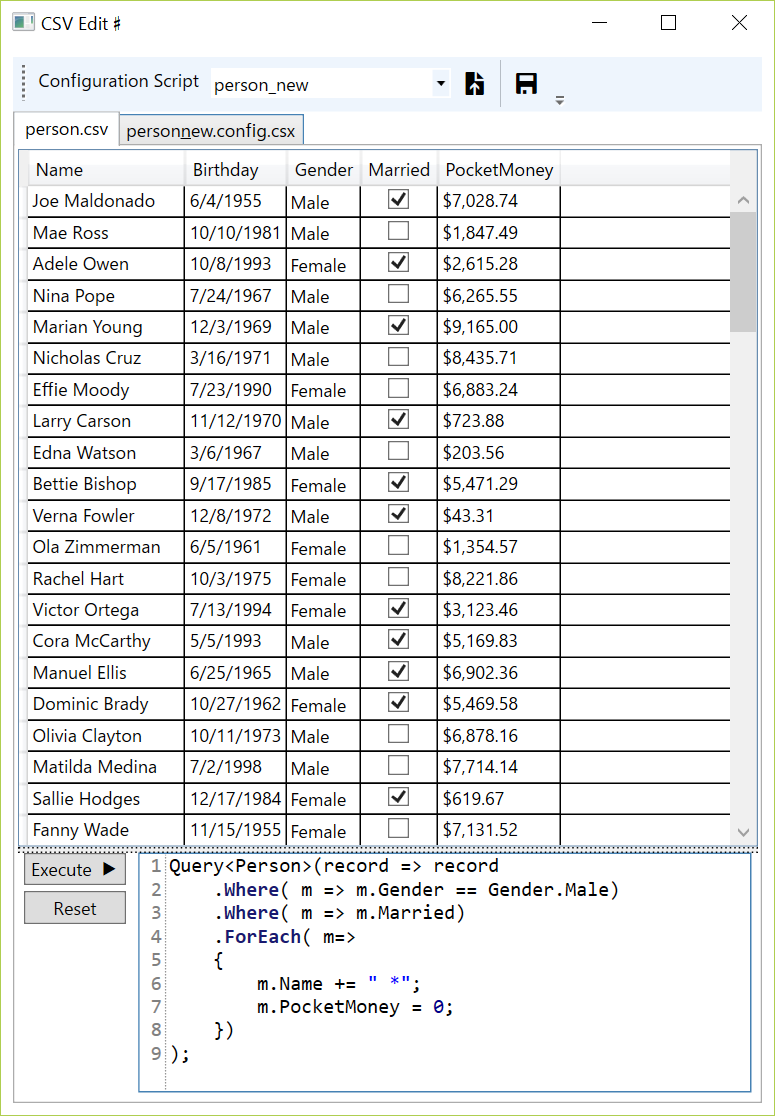 CSV Edit ♯
Configuration Script person_new
person.csv personnew.config.csx
Name Birthday Gender Married PocketMoney
Joe Maldonado 6/4/1955 Male $7,028.74
Mae Ross 10/10/1981 Male $1,847.49
Adele Owen 10/8/1993 Female $2,615.28
Nina Pope 7/24/1967 Male $6,265.55
Marian Young 12/3/1969 Male $9,165.00
Nicholas Cruz 3/16/1971 Male $8,435.71
Effie Moody 7/23/1990 Female $6,883.24
Larry Carson 11/12/1970 Male $723.88
Edna Watson 3/6/1967 Male $203.56
Bettie Bishop 9/17/1985 Female $5,471.29
Verna Fowler 12/8/1972 Male $43.31
Ola Zimmerman 6/5/1961 Female $1,354.57
Rachel Hart 10/3/1975 Female $8,221.86
Victor Ortega 7/13/1994 Female $3,123.46
Cora McCarthy 5/5/1993 Male $5,169.83
Manuel Ellis 6/25/1965 Male $6,902.36
Dominic Brady 10/27/1962 Female $5,469.58
Olivia Clayton 10/11/1973 Male $6,878.16
Matilda Medina 7/2/1998 Male $7,714.14
Sallie Hodges 12/17/1984 Female $619.67
Fanny Wade 11/15/1955 Female $7,131.52
Execute
Reset
1 Query<Person>(record => record
2     .Where( m => m.Gender == Gender.Male)
3     .Where( m => m.Married)
4     .ForEach( m=>
5     {
6         m.Name += " *";
7         m.PocketMoney = 0;
8     })
9 );